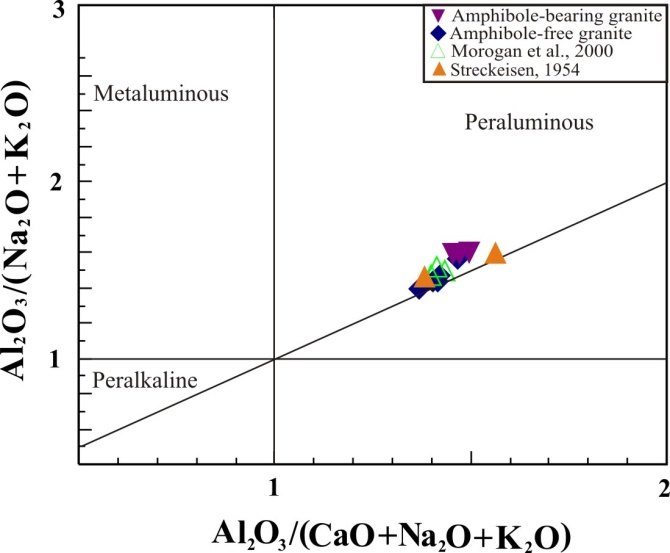 3
Amphibole-bearing granite
Amphibole-free granite
Morogan et al., 2000
Streckeisen, 1954
Metaluminous
Peraluminous
2
Al₂O₃/(Na₂O+K₂O)
1
Peralkaline
1
2
Al₂O₃/(CaO+Na₂O+K₂O)